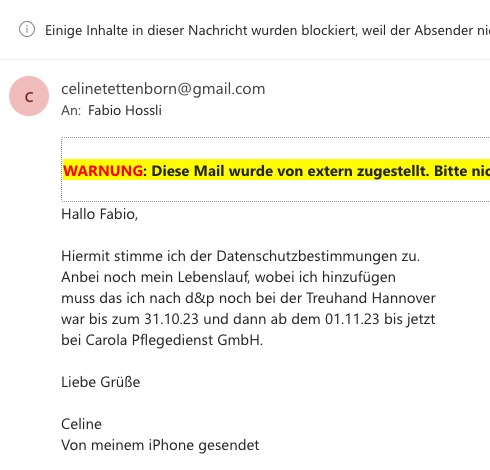 Einige Inhalte in dieser Nachricht wurden blockiert, weil der Absender
C
celinetettenborn@gmail.com
An: Fabio Hossli
WARNUNG: Diese Mail wurde von extern zugestellt. Bitte
Hallo Fabio,
Hiermit stimme ich der Datenschutzbestimmungen zu.
Anbei noch mein Lebenslauf, wobei ich hinzufügen
muss das ich nach d&p noch bei der Treuhand Hannover
war bis zum 31.10.23 und dann ab dem 01.11.23 bis jetzt
bei Carola Pflegedienst GmbH.
Liebe Grüße
Celine
Von meinem iPhone gesendet